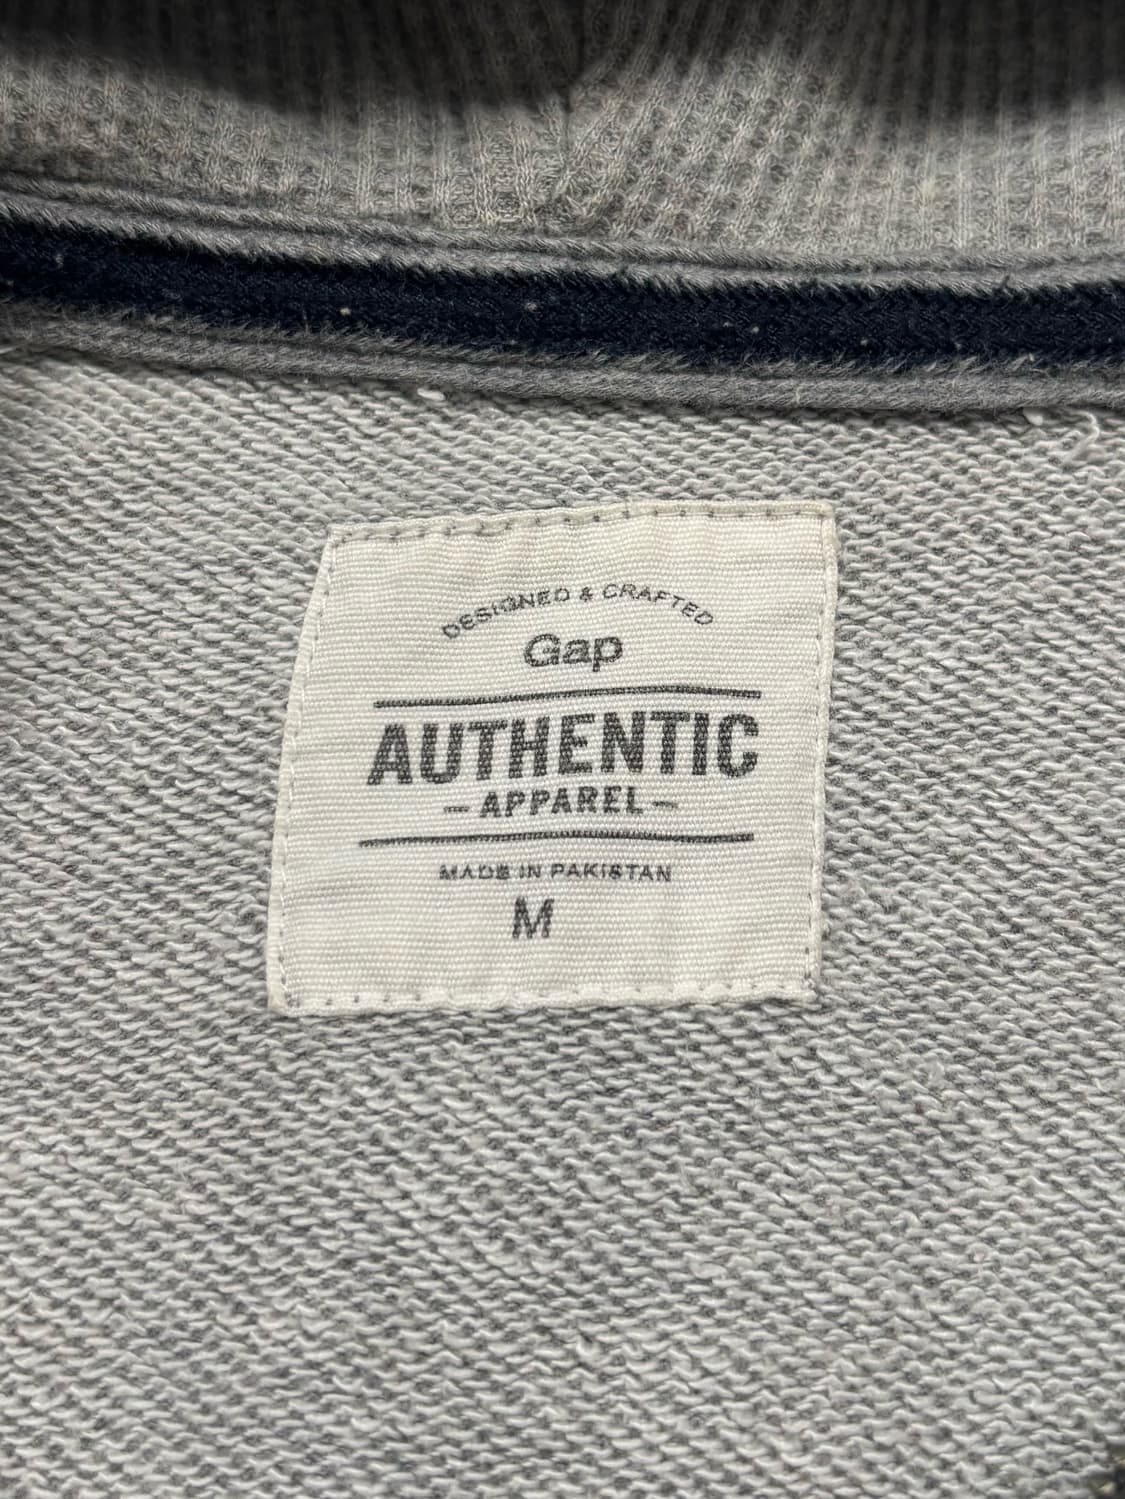 DESIGNED & CRAFTED
Gap
AUTHENTIC
- APPAREL -
MADE IN PAKISTAN
M